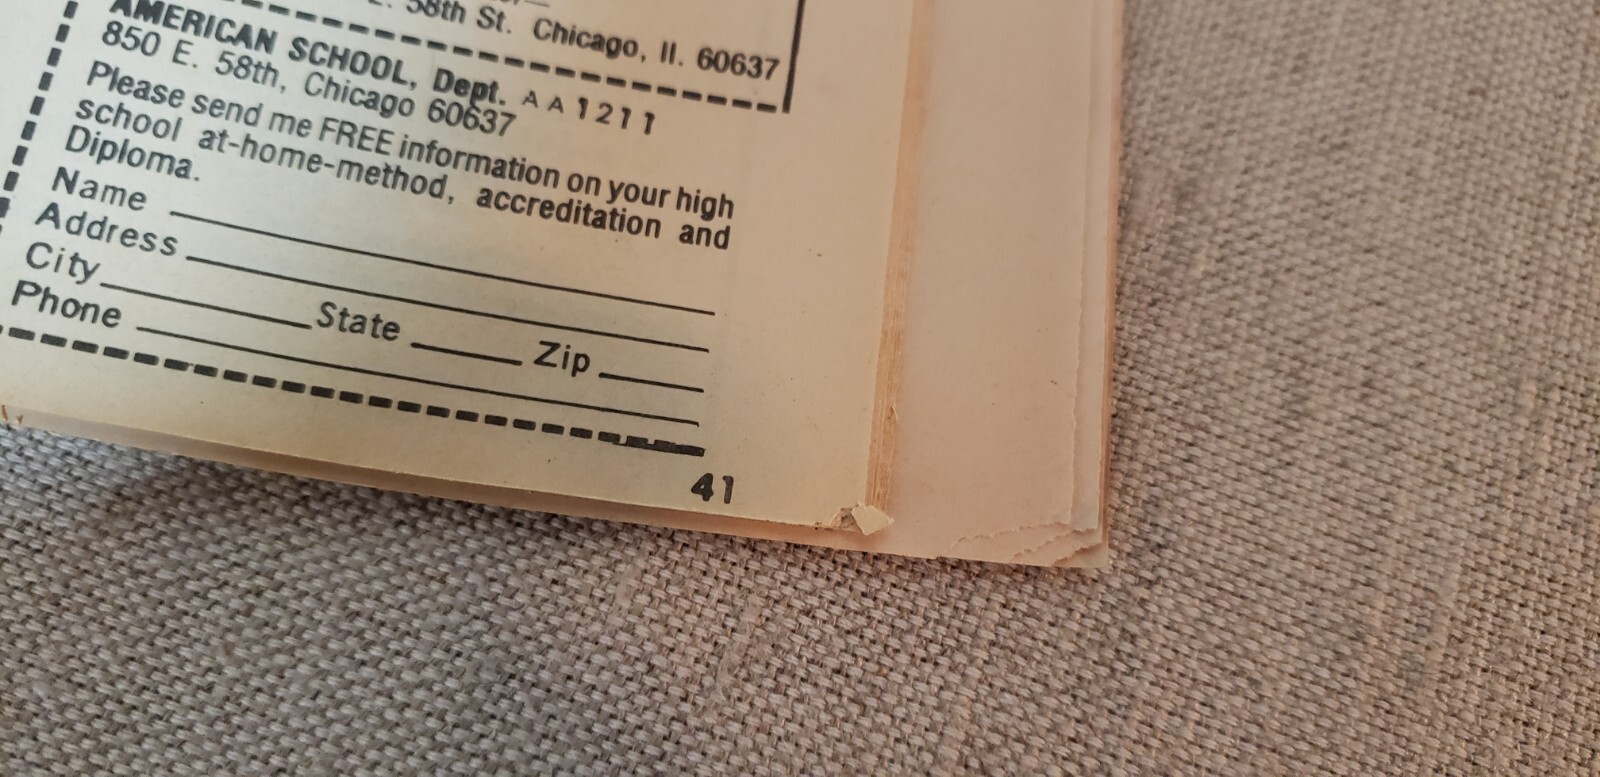 58th St. Chicago, Il. 60637
AMERICAN SCHOOL, Dept. AA1211
850 E. 58th, Chicago 60637
Please send me FREE information on your high
school at-home-method, accreditation and
Diploma.
Name
Address
City State Zip
Phone
41